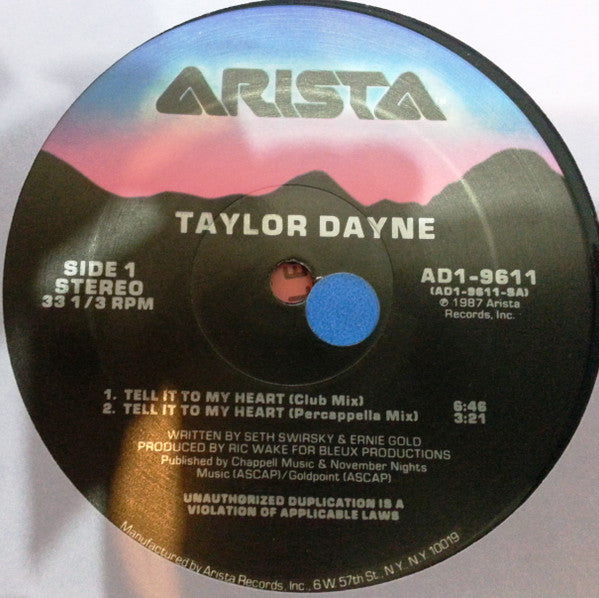 ARISTA
TAYLOR DAYNE
SIDE 1
STEREO
33 1/3 RPM
AD1-9611
(AD1-9611-SA)
℗ 1987 Arista
Records, Inc.
1. TELL IT TO MY HEART (Club Mix) 6:46
2. TELL IT TO MY HEART (Percappella Mix) 3:21
WRITTEN BY SETH SWIRSKY & ERNIE GOLD
PRODUCED BY RIC WAKE FOR BLEUX PRODUCTIONS
Published by Chappell Music & November Nights
Music (ASCAP)/Goldpoint (ASCAP)
UNAUTHORIZED DUPLICATION IS A
VIOLATION OF APPLICABLE LAWS
Manufactured by Arista Records, Inc., 6 W 57th St., N.Y. N.Y. 10019